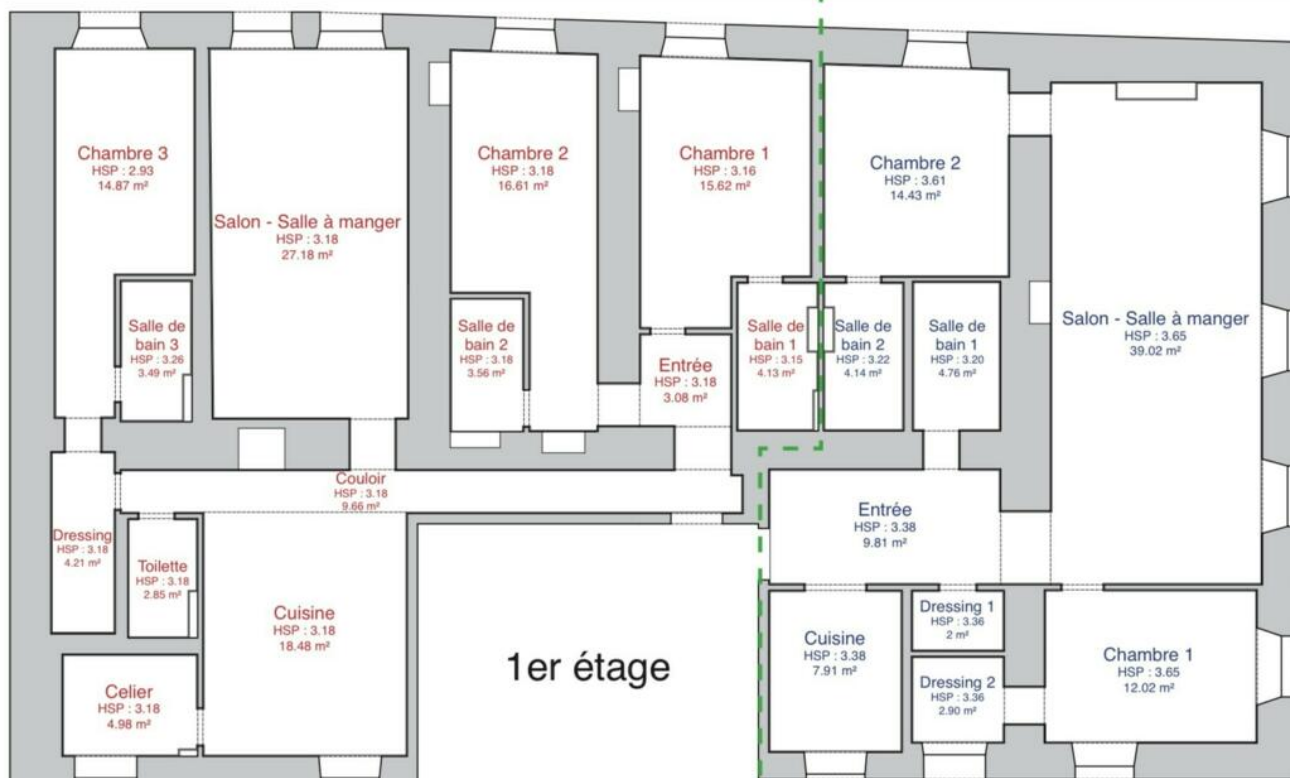 Chambre 3
HSP : 2.93
14.87 m²
Salon - Salle à manger
HSP : 3.18
27.18 m²
Chambre 2
HSP : 3.18
16.61 m²
Chambre 1
HSP : 3.16
15.62 m²
Chambre 2
HSP : 3.61
14.43 m²
Salon - Salle à manger
HSP : 3.65
39.02 m²
Salle de
bain 3
HSP : 3.26
3.49 m²
Salle de
bain 2
HSP : 3.18
3.56 m²
Entrée
HSP : 3.18
3.08 m²
Salle de
bain 1
HSP : 3.15
4.13 m²
Salle de
bain 2
HSP : 3.22
4.14 m²
Salle de
bain 1
HSP : 3.20
4.76 m²
Couloir
HSP : 3.18
9.66 m²
Entrée
HSP : 3.38
9.81 m²
Dressing
HSP : 3.18
4.21 m²
Toilette
HSP : 3.18
2.85 m²
Cuisine
HSP : 3.18
18.48 m²
1er étage
Cuisine
HSP : 3.38
7.91 m²
Dressing 1
HSP : 3.36
2 m²
Dressing 2
HSP : 3.36
2.90 m²
Chambre 1
HSP : 3.65
12.02 m²
Celier
HSP : 3.18
4.98 m²